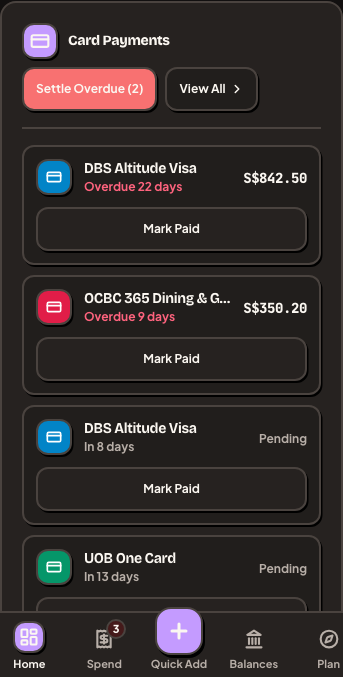 Card Payments
Settle Overdue (2)
View All
DBS Altitude Visa
S$842.50
Overdue 22 days
Mark Paid
OCBC 365 Dining & G...
S$350.20
Overdue 9 days
Mark Paid
DBS Altitude Visa
Pending
In 8 days
Mark Paid
UOB One Card
Pending
In 13 days
3
Home
Spend
Quick Add
Balances
Plan